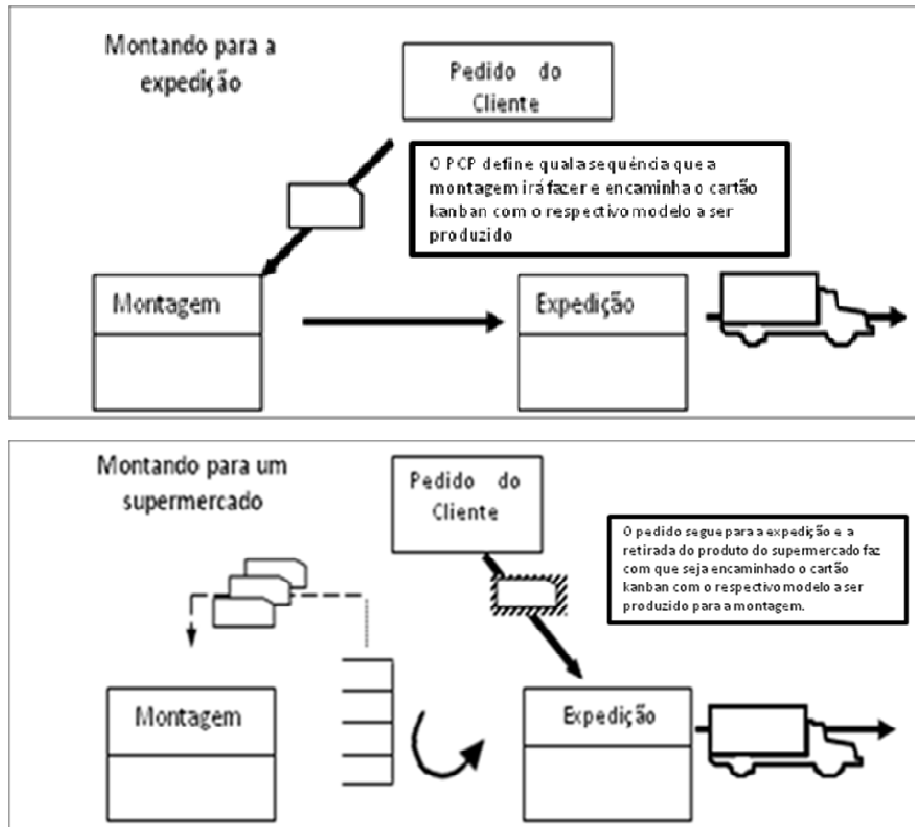 Montando para a
expedição
Pedido do
Cliente
O PCP define qual a sequência que a
montagem irá fazer e encaminha o cartão
kanban com o respectivo modelo a ser
produzido
Montagem
Expedição
Montando para um
supermercado
Pedido do
Cliente
O pedido segue para a expedição e a
retirada do produto do supermercado faz
com que seja encaminhado o cartão
kanban com o respectivo modelo a ser
produzido para a montagem.
Montagem
Expedição